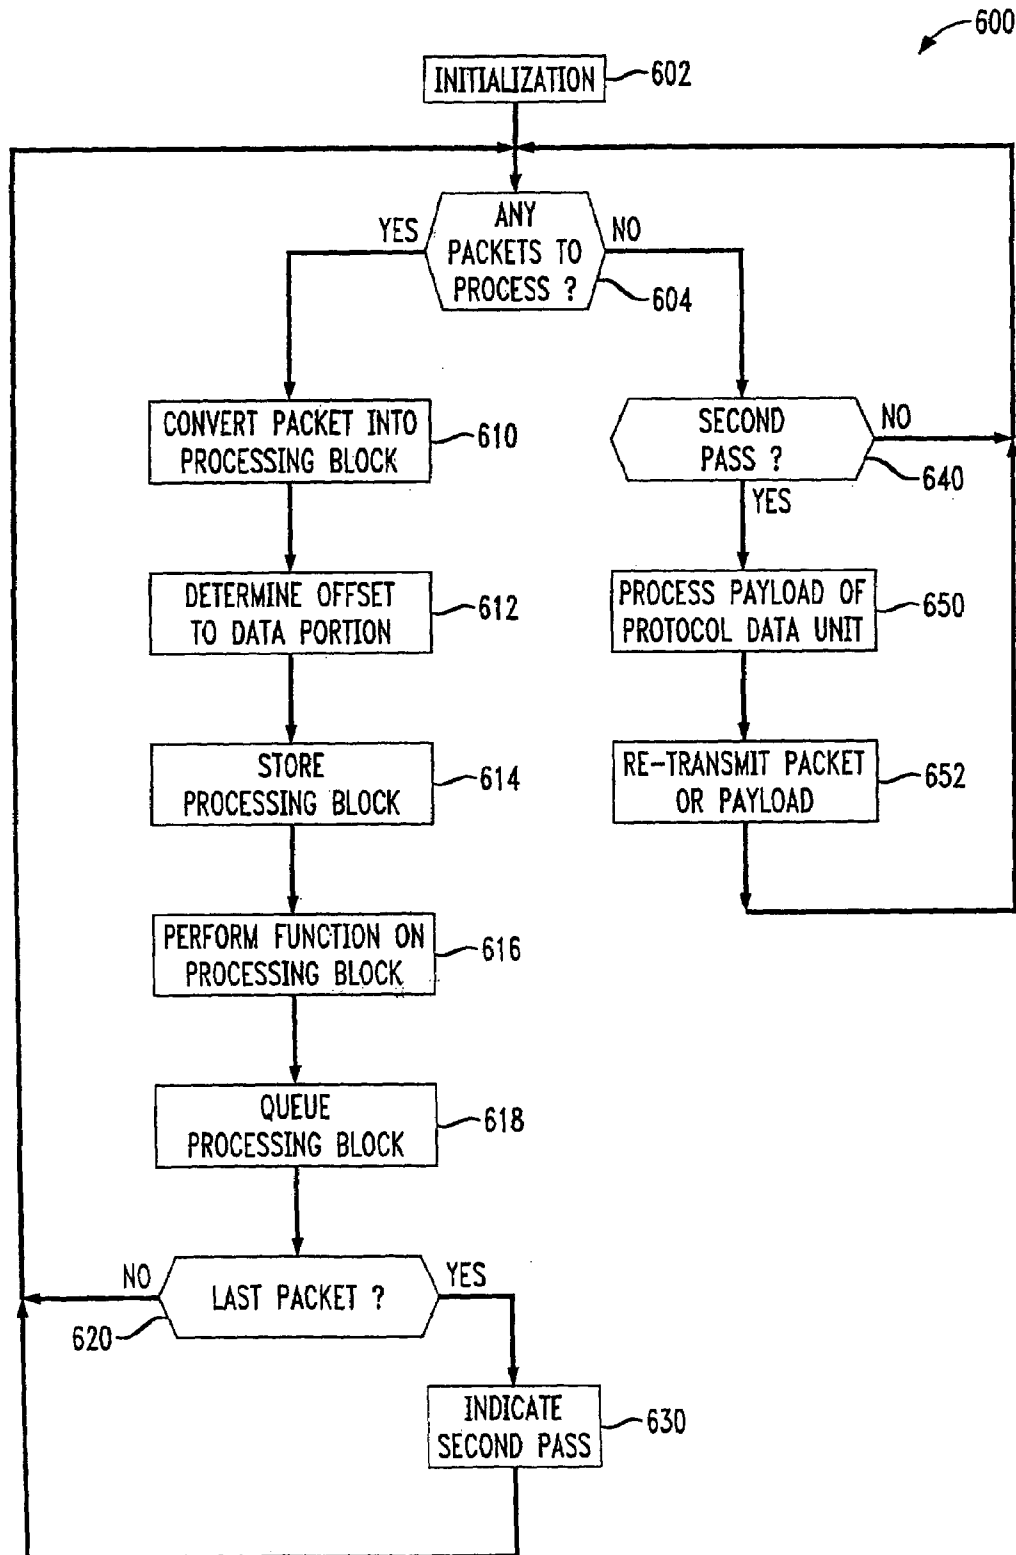 600
INITIALIZATION
602
ANY
PACKETS TO
PROCESS ?
YES
NO
604
CONVERT PACKET INTO
PROCESSING BLOCK
610
SECOND
PASS ?
NO
640
YES
DETERMINE OFFSET
TO DATA PORTION
612
PROCESS PAYLOAD OF
PROTOCOL DATA UNIT
650
STORE
PROCESSING BLOCK
614
RE-TRANSMIT PACKET
OR PAYLOAD
652
PERFORM FUNCTION ON
PROCESSING BLOCK
616
QUEUE
PROCESSING BLOCK
618
NO
LAST PACKET ?
YES
620
INDICATE
SECOND PASS
630